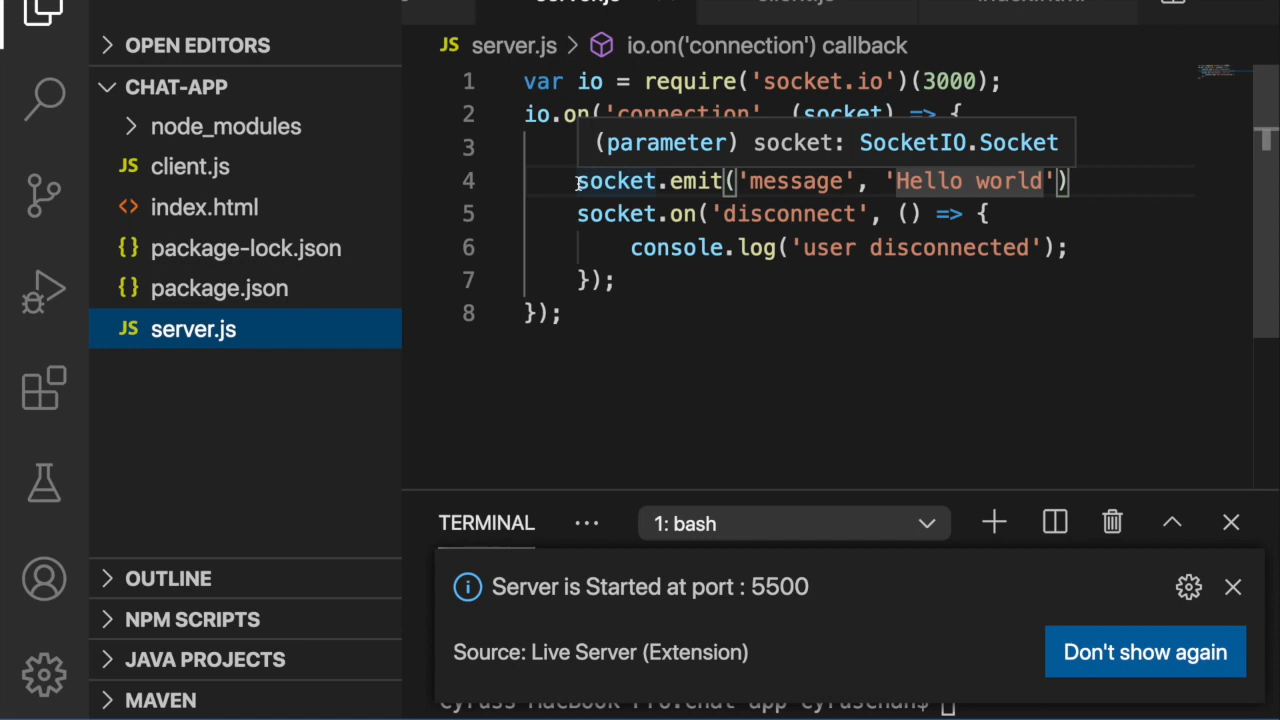 OPEN EDITORS
CHAT-APP
node_modules
JS client.js
<> index.html
{} package-lock.json
{} package.json
JS server.js
OUTLINE
NPM SCRIPTS
JAVA PROJECTS
MAVEN
JS server.js > io.on('connection') callback
1 var io = require('socket.io')(3000);
2 io.on('connection', (socket) => {
3
(parameter) socket: SocketIO.Socket
4 socket.emit('message', 'Hello world')
5 socket.on('disconnect', () => {
6 console.log('user disconnected');
7 });
8 });
TERMINAL ... 1: bash
Server is Started at port : 5500
Source: Live Server (Extension)
Don't show again